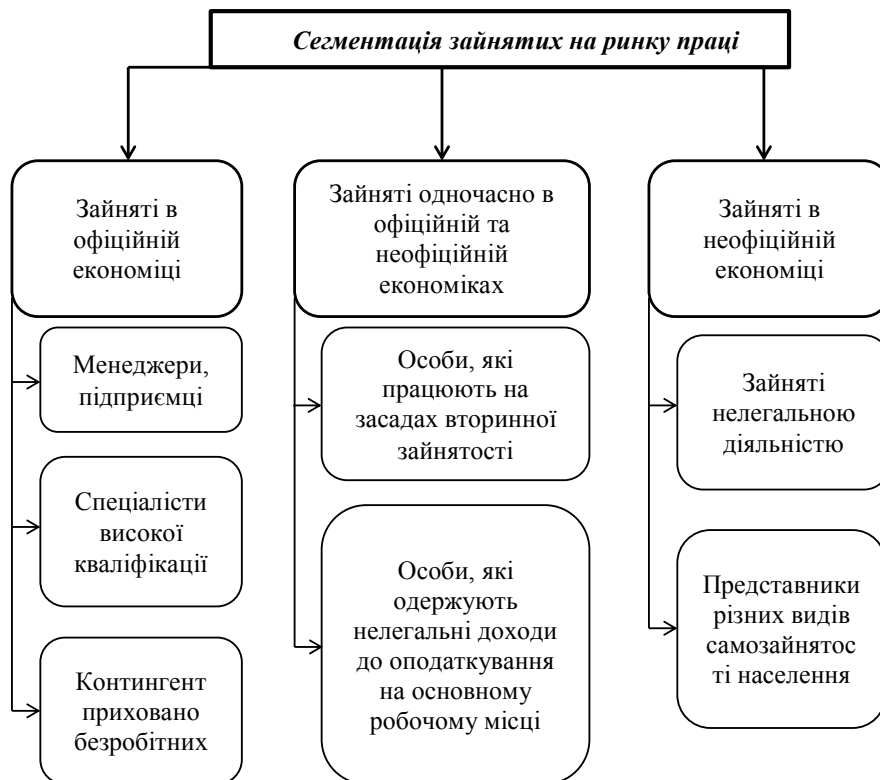 Сегментація зайнятих на ринку праці
Зайняті в
офіційній
економіці
Менеджери,
підприємці
Спеціалісти
високої
кваліфікації
Контингент
приховано
безробітних
Зайняті одночасно в
офіційній та
неофіційній
економіках
Особи, які
працюють на
засадах вторинної
зайнятості
Особи, які
одержують
нелегальні доходи
до оподаткування
на основному
робочому місці
Зайняті в
неофіційній
економіці
Зайняті
нелегальною
діяльністю
Представники
різних видів
самозайнятос
ті населення